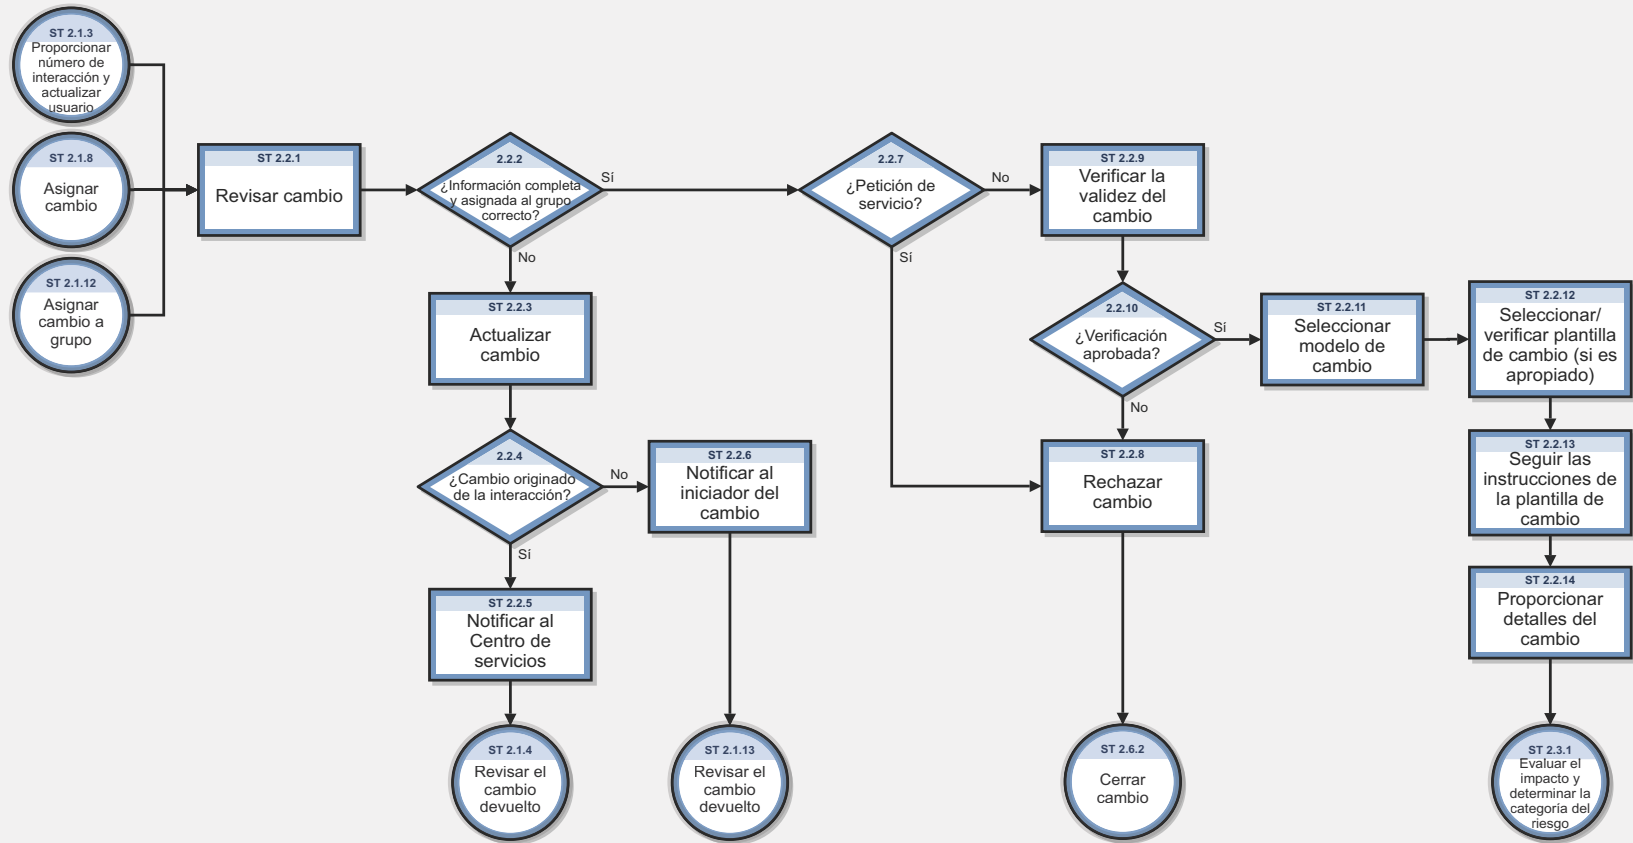 ST 2.1.3
Proporcionar
número de
interacción y
actualizar
usuario
ST 2.1.8
Asignar
cambio
ST 2.1.12
Asignar
cambio a
grupo
ST 2.2.1
Revisar cambio
2.2.2
¿Información completa
y asignada al grupo
correcto?
Sí
No
ST 2.2.3
Actualizar
cambio
2.2.4
¿Cambio originado
de la interacción?
No
Sí
ST 2.2.5
Notificar al
Centro de
servicios
ST 2.1.4
Revisar el
cambio
devuelto
ST 2.2.6
Notificar al
iniciador del
cambio
ST 2.1.13
Revisar el
cambio
devuelto
2.2.7
¿Petición de
servicio?
No
Sí
ST 2.2.9
Verificar la
validez del
cambio
2.2.10
¿Verificación
aprobada?
Sí
No
ST 2.2.8
Rechazar
cambio
ST 2.6.2
Cerrar
cambio
ST 2.2.11
Seleccionar
modelo de
cambio
ST 2.2.12
Seleccionar/
verificar plantilla
de cambio (si es
apropiado)
ST 2.2.13
Seguir las
instrucciones de
la plantilla de
cambio
ST 2.2.14
Proporcionar
detalles del
cambio
ST 2.3.1
Evaluar el
impacto y
determinar la
categoría del
riesgo